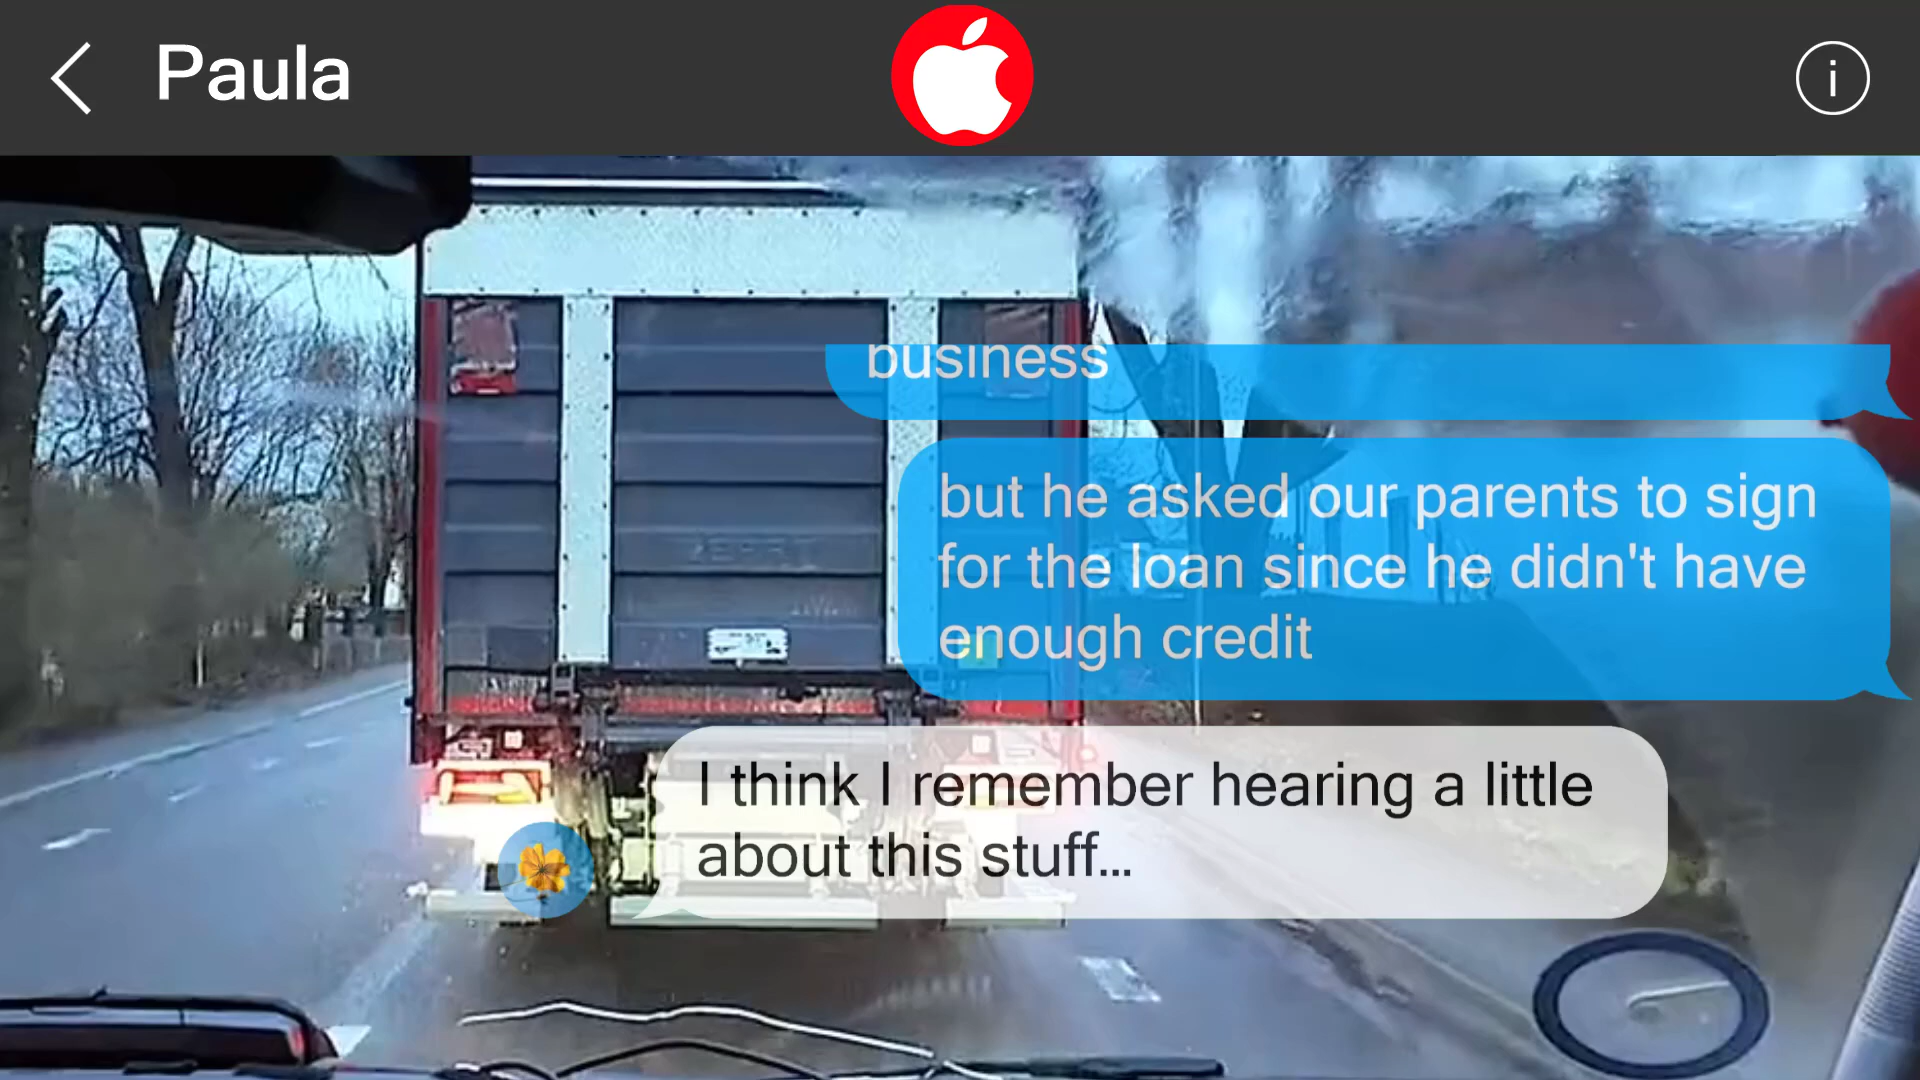 Paula
i
business
but he asked our parents to sign
for the loan since he didn't have
enough credit
I think I remember hearing a little
about this stuff...